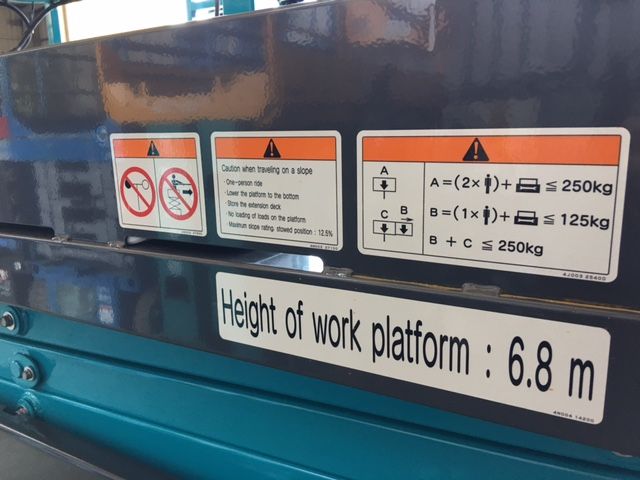 Caution when traveling on a slope
· One-person ride
· Lower the platform to the bottom
· Store the extension deck
· No loading of loads on the platform
· Maximum slope rating, stowed position : 12.5%
A
C B
A=(2× )+ ≦ 250kg
B=(1× )+ ≦ 125kg
B + C ≦ 250kg
4J003 25400
Height of work platform : 6.8 m